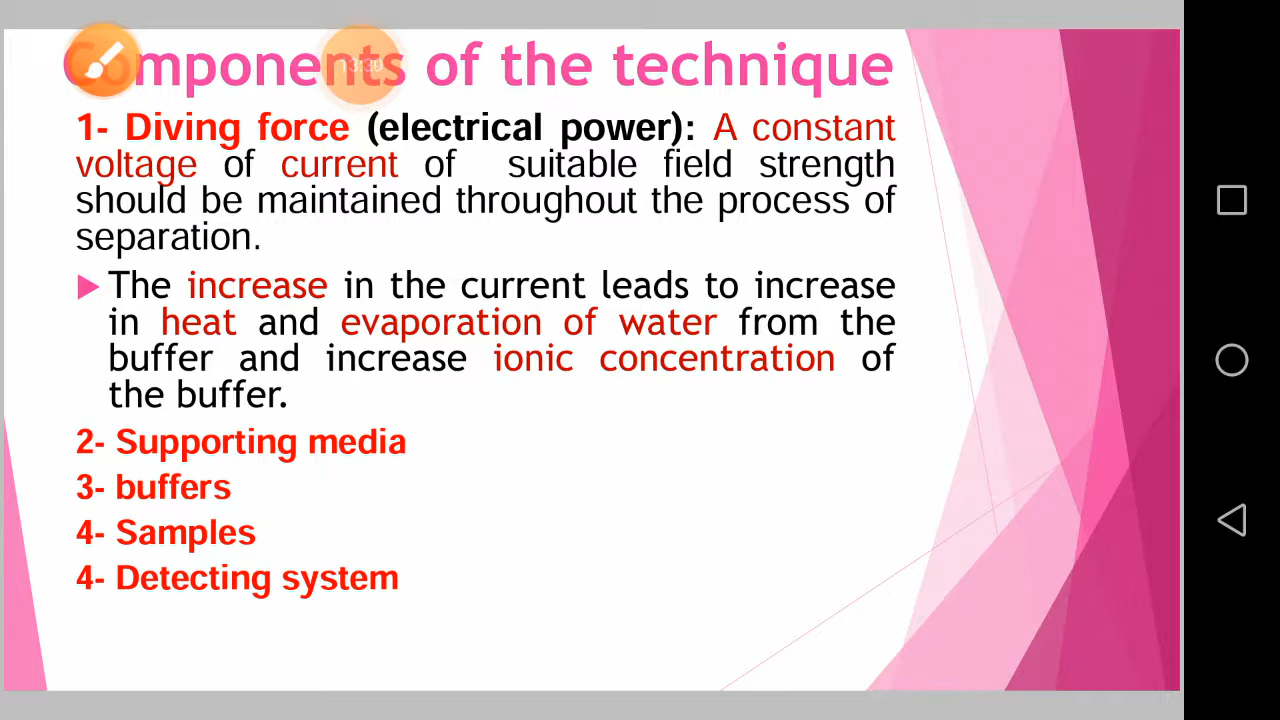 Components of the technique
13:39
1- Diving force (electrical power): A constant
voltage of current of suitable field strength
should be maintained throughout the process of
separation.
The increase in the current leads to increase
in heat and evaporation of water from the
buffer and increase ionic concentration of
the buffer.
2- Supporting media
3- buffers
4- Samples
4- Detecting system